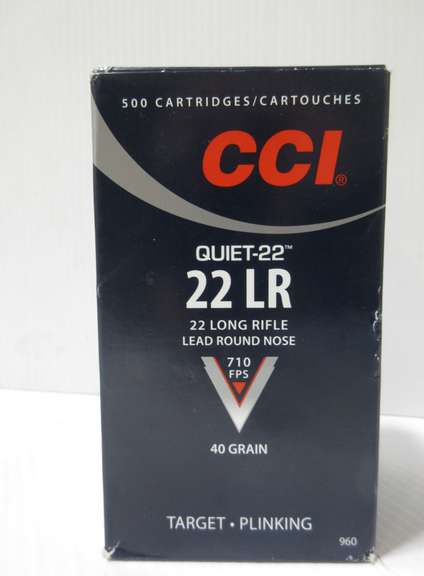 500 CARTRIDGES/CARTOUCHES
CCI®
QUIET-22™
22 LR
22 LONG RIFLE
LEAD ROUND NOSE
710
FPS
40 GRAIN
TARGET • PLINKING
960